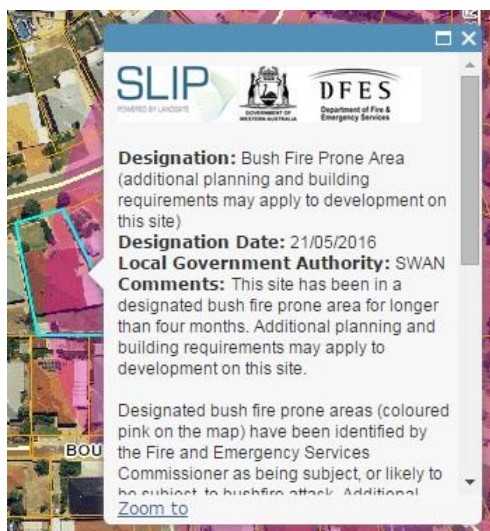 SLIP
POWERED BY LANDGATE
GOVERNMENT OF
WESTERN AUSTRALIA
DFES
Department of Fire &
Emergency Services
Designation: Bush Fire Prone Area
(additional planning and building
requirements may apply to development on
this site)
Designation Date: 21/05/2016
Local Government Authority: SWAN
Comments: This site has been in a
designated bush fire prone area for longer
than four months. Additional planning and
building requirements may apply to
development on this site.
Designated bush fire prone areas (coloured
pink on the map) have been identified by
the Fire and Emergency Services
Commissioner as being subject, or likely to
be subject, to bushfire attack. Additional
Zoom to
BOU